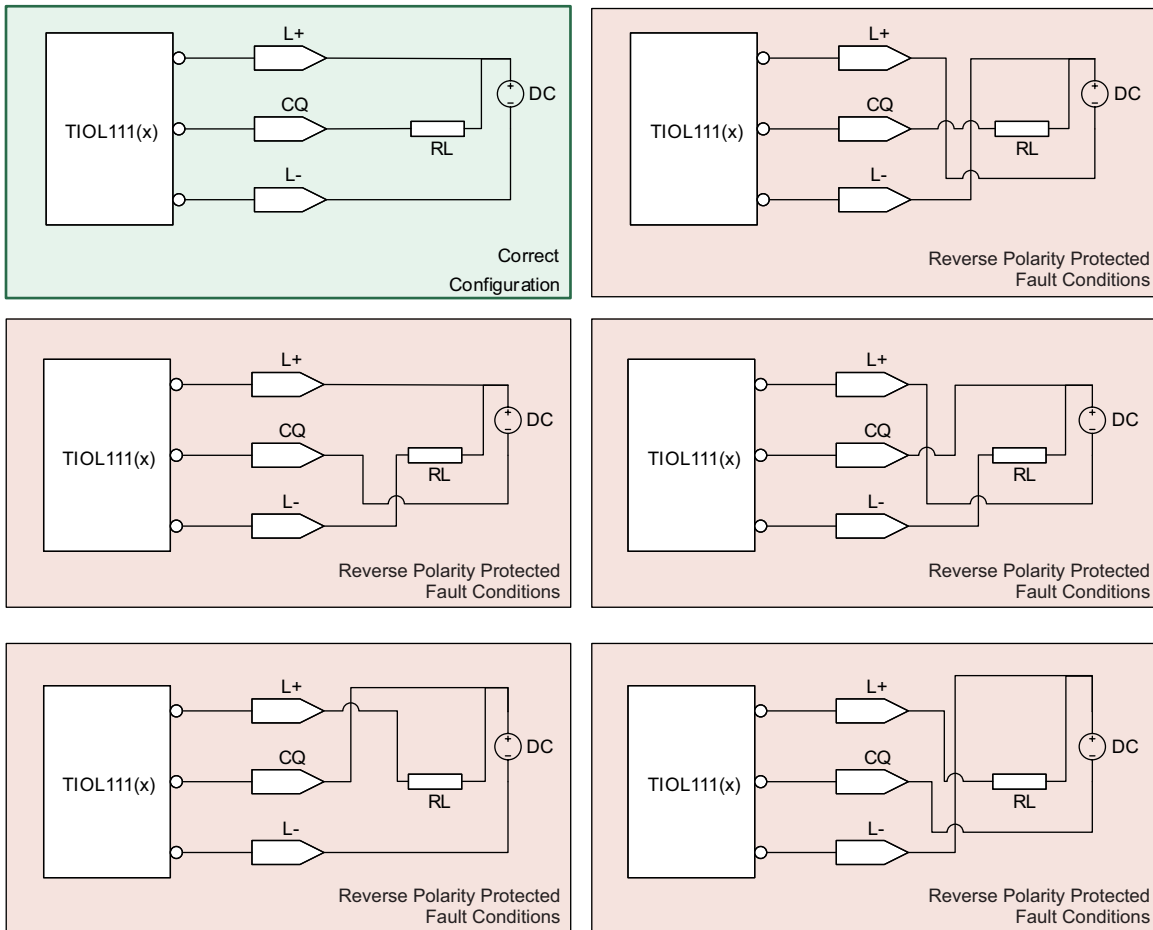 L+
DC
CQ
TIOL111(x)
RL
L-
Correct
Configuration
L+
DC
CQ
TIOL111(x)
RL
L-
Reverse Polarity Protected
Fault Conditions
L+
DC
CQ
TIOL111(x)
RL
L-
Reverse Polarity Protected
Fault Conditions
L+
DC
CQ
TIOL111(x)
RL
L-
Reverse Polarity Protected
Fault Conditions
L+
DC
CQ
TIOL111(x)
RL
L-
Reverse Polarity Protected
Fault Conditions
L+
DC
CQ
TIOL111(x)
RL
L-
Reverse Polarity Protected
Fault Conditions